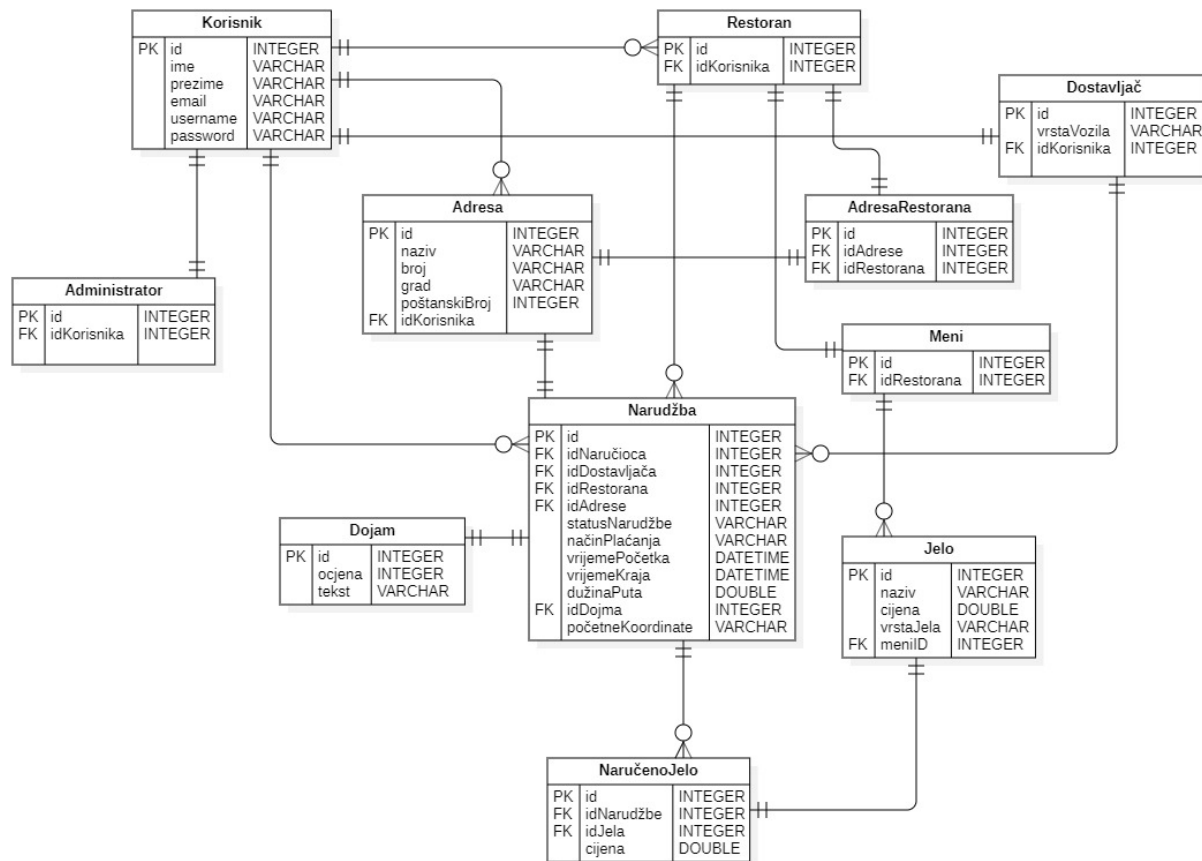 Korisnik
PK id INTEGER
ime VARCHAR
prezime VARCHAR
email VARCHAR
username VARCHAR
password VARCHAR
Restoran
PK id INTEGER
FK idKorisnika INTEGER
Dostavljač
PK id INTEGER
vrstaVozila VARCHAR
FK idKorisnika INTEGER
Adresa
PK id INTEGER
naziv VARCHAR
broj VARCHAR
grad VARCHAR
poštanskiBroj INTEGER
FK idKorisnika
AdresaRestorana
PK id INTEGER
FK idAdrese INTEGER
FK idRestorana INTEGER
Administrator
PK id INTEGER
FK idKorisnika INTEGER
Meni
PK id INTEGER
FK idRestorana INTEGER
Narudžba
PK id INTEGER
FK idNaručioca INTEGER
FK idDostavljača INTEGER
FK idRestorana INTEGER
FK idAdrese INTEGER
statusNarudžbe VARCHAR
načinPlaćanja VARCHAR
vrijemePočetka DATETIME
vrijemeKraja DATETIME
dužinaPuta DOUBLE
FK idDojma INTEGER
početneKoordinate VARCHAR
Dojam
PK id INTEGER
ocjena INTEGER
tekst VARCHAR
Jelo
PK id INTEGER
naziv VARCHAR
cijena DOUBLE
vrstaJela VARCHAR
FK meniID INTEGER
NaručenoJelo
PK id INTEGER
FK idNarudžbe INTEGER
FK idJela INTEGER
cijena DOUBLE